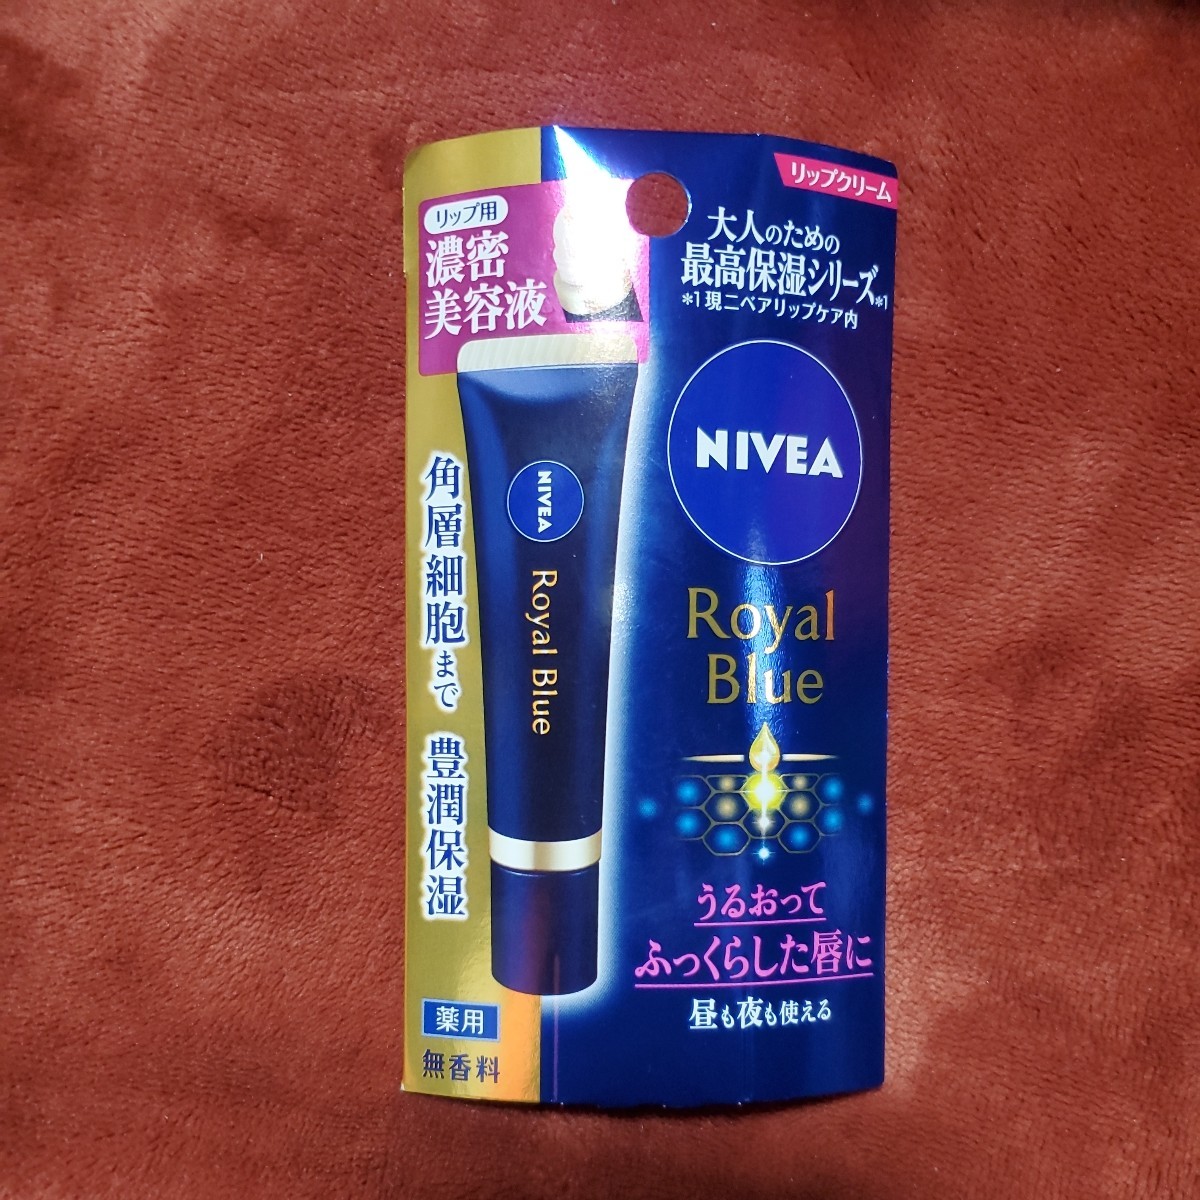 リップクリーム
大人のための
最高保湿シリーズ*1
*1 現ニベアリップケア内
リップ用
濃密
美容液
NIVEA
Royal
Blue
NIVEA
Royal Blue
角層細胞まで 豊潤保湿
うるおって
ふっくらした唇に
昼も夜も使える
薬用
無香料